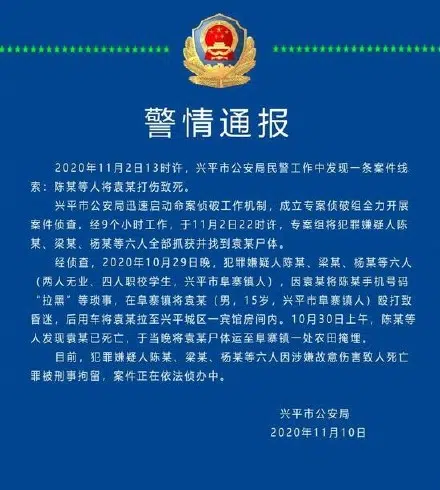 警情通报
2020年11月2日13时许，兴平市公安局民警工作中发现一条案件线
索：陈某等人将袁某打伤致死。
兴平市公安局迅速启动命案侦破工作机制，成立专案侦破组全力开展
案件侦查。经9个小时工作，于11月2日22时许，专案组将犯罪嫌疑人陈
某、梁某、杨某等六人全部抓获并找到袁某尸体。
经侦查，2020年10月29日晚，犯罪嫌疑人陈某、梁某、杨某等六人
（两人无业、四人职校学生，兴平市阜寨镇人），因袁某将陈某手机号码
“拉黑”等琐事，在阜寨镇将袁某（男，15岁，兴平市阜寨镇人）殴打致
昏迷，后用车将袁某拉至兴平城区一宾馆房间内。10月30日上午，陈某等
人发现袁某已死亡，于当晚将袁某尸体运至阜寨镇一处农田掩埋。
目前，犯罪嫌疑人陈某、梁某、杨某等六人因涉嫌故意伤害致人死亡
罪被刑事拘留，案件正在依法侦办中。
兴平市公安局
2020年11月10日